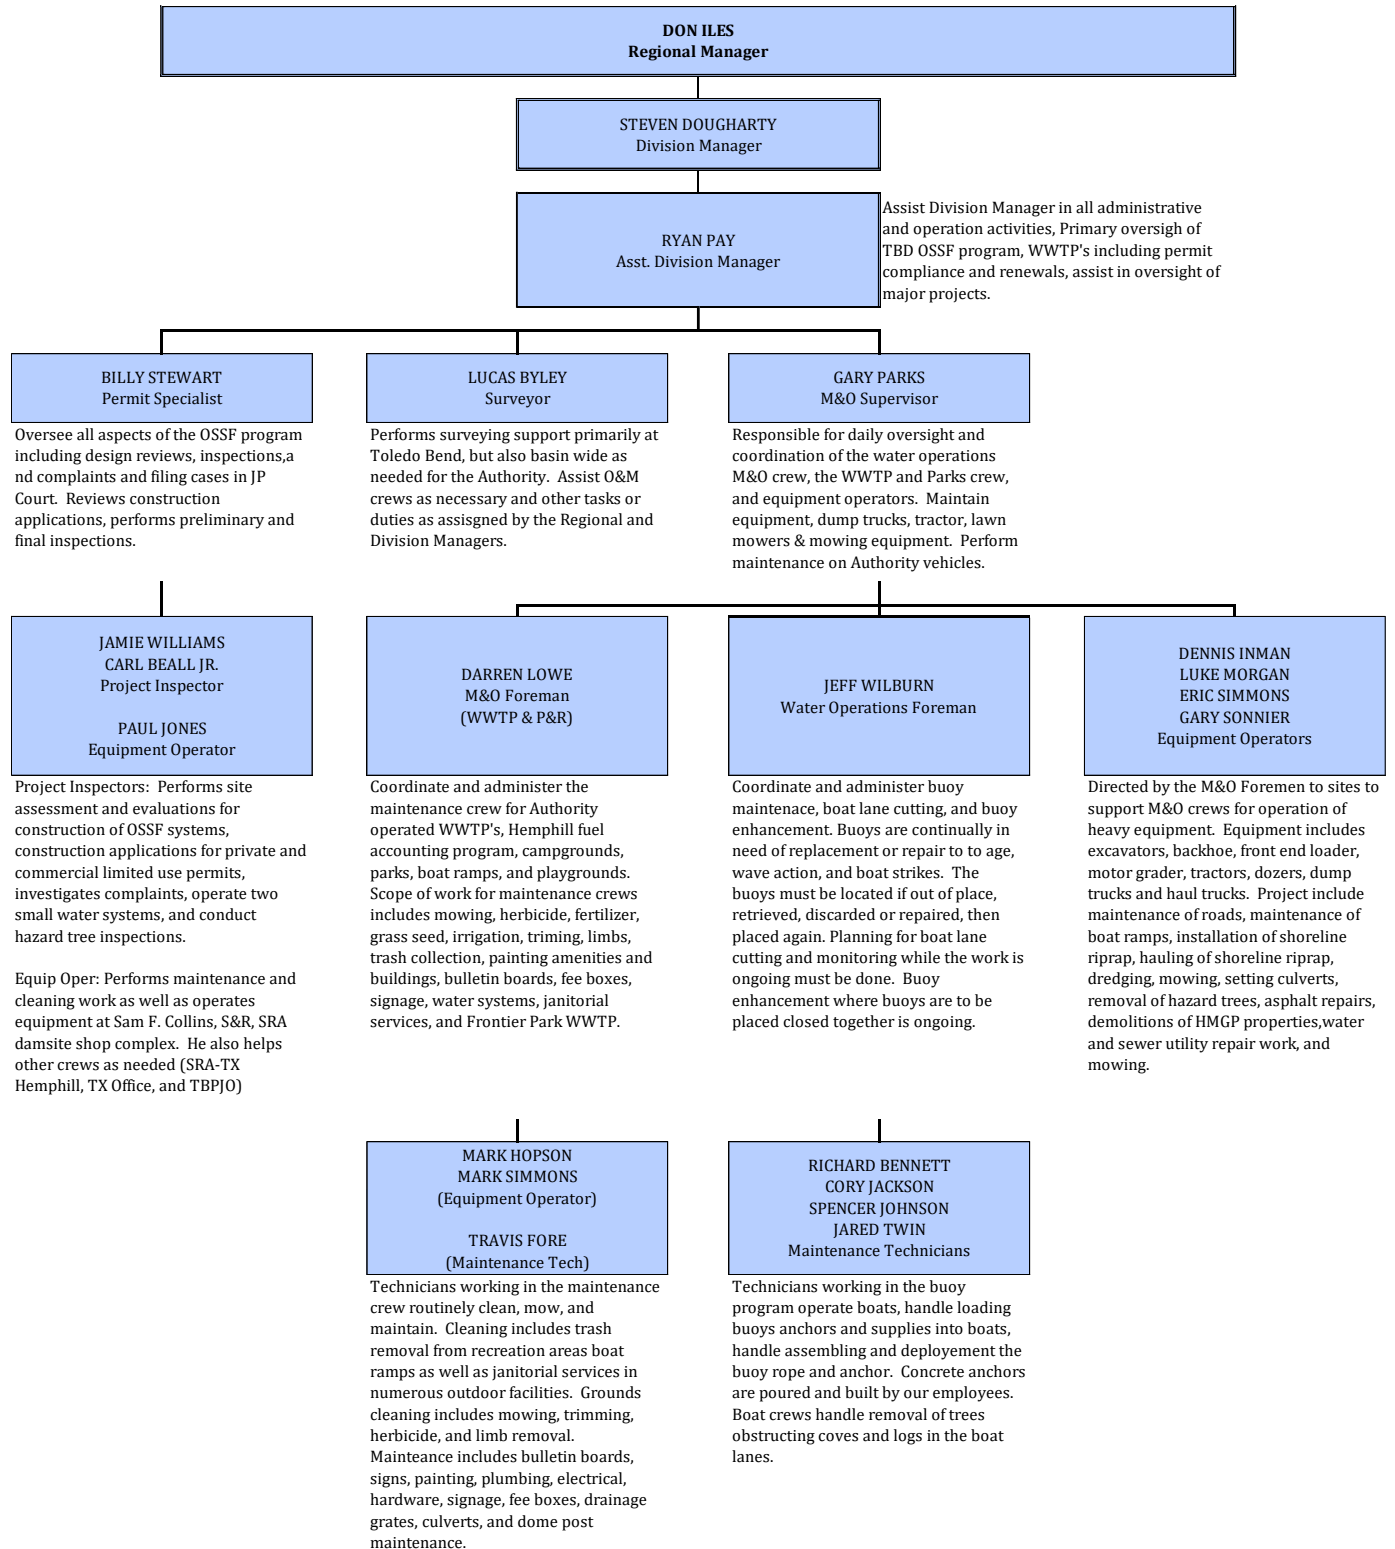 DON ILES
Regional Manager
STEVEN DOUGHARTY
Division Manager
RYAN PAY
Asst. Division Manager
Assist Division Manager in all administrative
and operation activities, Primary oversigh of
TBD OSSF program, WWTP's including permit
compliance and renewals, assist in oversight of
major projects.
BILLY STEWART
Permit Specialist
Oversee all aspects of the OSSF program
including design reviews, inspections,a
nd complaints and filing cases in JP
Court.  Reviews construction
applications, performs preliminary and
final inspections.
LUCAS BYLEY
Surveyor
Performs surveying support primarily at
Toledo Bend, but also basin wide as
needed for the Authority.  Assist O&M
crews as necessary and other tasks or
duties as assisgned by the Regional and
Division Managers.
GARY PARKS
M&O Supervisor
Responsible for daily oversight and
coordination of the water operations
M&O crew, the WWTP and Parks crew,
and equipment operators.  Maintain
equipment, dump trucks, tractor, lawn
mowers & mowing equipment.  Perform
maintenance on Authority vehicles.
JAMIE WILLIAMS
CARL BEALL JR.
Project Inspector
PAUL JONES
Equipment Operator
Project Inspectors:  Performs site
assessment and evaluations for
construction of OSSF systems,
construction applications for private and
commercial limited use permits,
investigates complaints, operate two
small water systems, and conduct
hazard tree inspections.
Equip Oper: Performs maintenance and
cleaning work as well as operates
equipment at Sam F. Collins, S&R, SRA
damsite shop complex.  He also helps
other crews as needed (SRA-TX
Hemphill, TX Office, and TBPJO)
DARREN LOWE
M&O Foreman
(WWTP & P&R)
Coordinate and administer the
maintenance crew for Authority
operated WWTP's, Hemphill fuel
accounting program, campgrounds,
parks, boat ramps, and playgrounds.
Scope of work for maintenance crews
includes mowing, herbicide, fertilizer,
grass seed, irrigation, triming, limbs,
trash collection, painting amenities and
buildings, bulletin boards, fee boxes,
signage, water systems, janitorial
services, and Frontier Park WWTP.
JEFF WILBURN
Water Operations Foreman
Coordinate and administer buoy
maintenace, boat lane cutting, and buoy
enhancement. Buoys are continually in
need of replacement or repair to to age,
wave action, and boat strikes.  The
buoys must be located if out of place,
retrieved, discarded or repaired, then
placed again. Planning for boat lane
cutting and monitoring while the work is
ongoing must be done.  Buoy
enhancement where buoys are to be
placed closed together is ongoing.
DENNIS INMAN
LUKE MORGAN
ERIC SIMMONS
GARY SONNIER
Equipment Operators
Directed by the M&O Foremen to sites to
support M&O crews for operation of
heavy equipment.  Equipment includes
excavators, backhoe, front end loader,
motor grader, tractors, dozers, dump
trucks and haul trucks.  Project include
maintenance of roads, maintenance of
boat ramps, installation of shoreline
riprap, hauling of shoreline riprap,
dredging, mowing, setting culverts,
removal of hazard trees, asphalt repairs,
demolitions of HMGP properties,water
and sewer utility repair work, and
mowing.
MARK HOPSON
MARK SIMMONS
(Equipment Operator)
TRAVIS FORE
(Maintenance Tech)
Technicians working in the maintenance
crew routinely clean, mow, and
maintain.  Cleaning includes trash
removal from recreation areas boat
ramps as well as janitorial services in
numerous outdoor facilities.  Grounds
cleaning includes mowing, trimming,
herbicide, and limb removal.
Mainteance includes bulletin boards,
signs, painting, plumbing, electrical,
hardware, signage, fee boxes, drainage
grates, culverts, and dome post
maintenance.
RICHARD BENNETT
CORY JACKSON
SPENCER JOHNSON
JARED TWIN
Maintenance Technicians
Technicians working in the buoy
program operate boats, handle loading
buoys anchors and supplies into boats,
handle assembling and deployement the
buoy rope and anchor.  Concrete anchors
are poured and built by our employees.
Boat crews handle removal of trees
obstructing coves and logs in the boat
lanes.